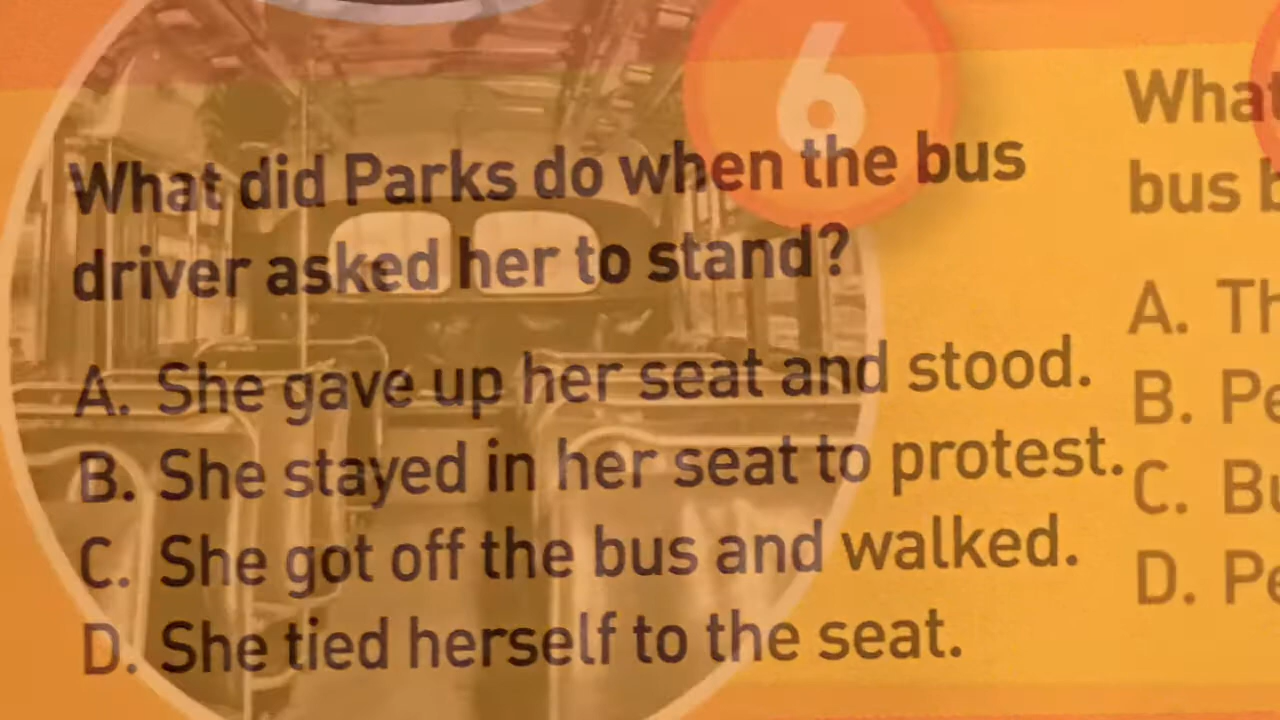 6
What did Parks do when the bus
driver asked her to stand?
A. She gave up her seat and stood.
B. She stayed in her seat to protest.
C. She got off the bus and walked.
D. She tied herself to the seat.
What
bus
A.
B.
C.
D.